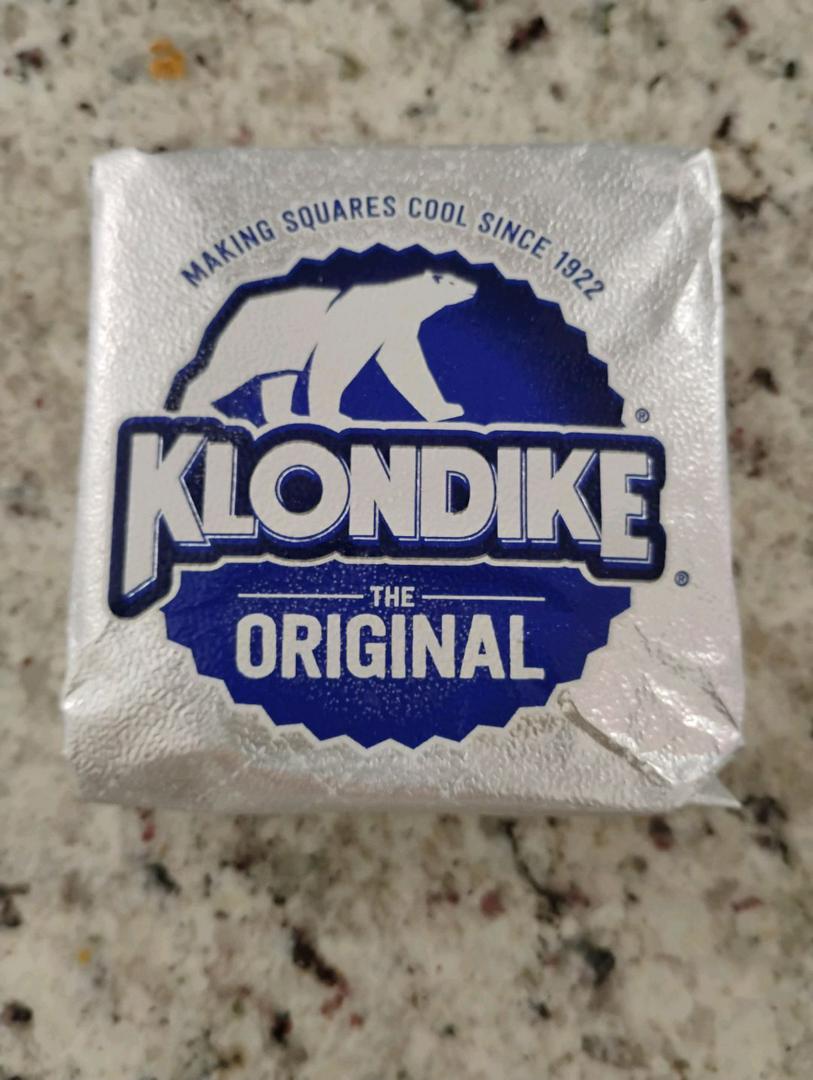 MAKING SQUARES COOL SINCE 1922
KLONDIKE®
®
THE
ORIGINAL